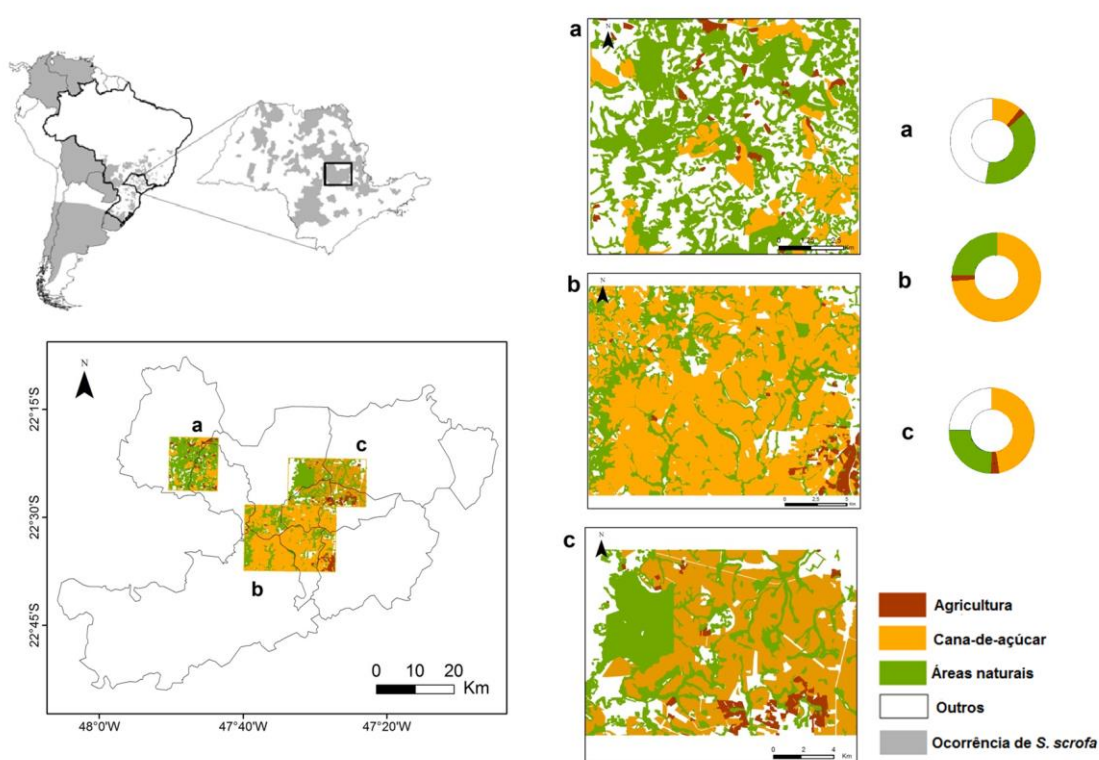 a
N
Km
a
b
N
0 2,5 5
Km
b
c
N
0 2 4
Km
c
N
22°15'S
22°30'S
22°45'S
a
c
b
0 10 20
Km
48°0'W
47°40'W
47°20'W
Agricultura
Cana-de-açúcar
Áreas naturais
Outros
Ocorrência de S. scrofa